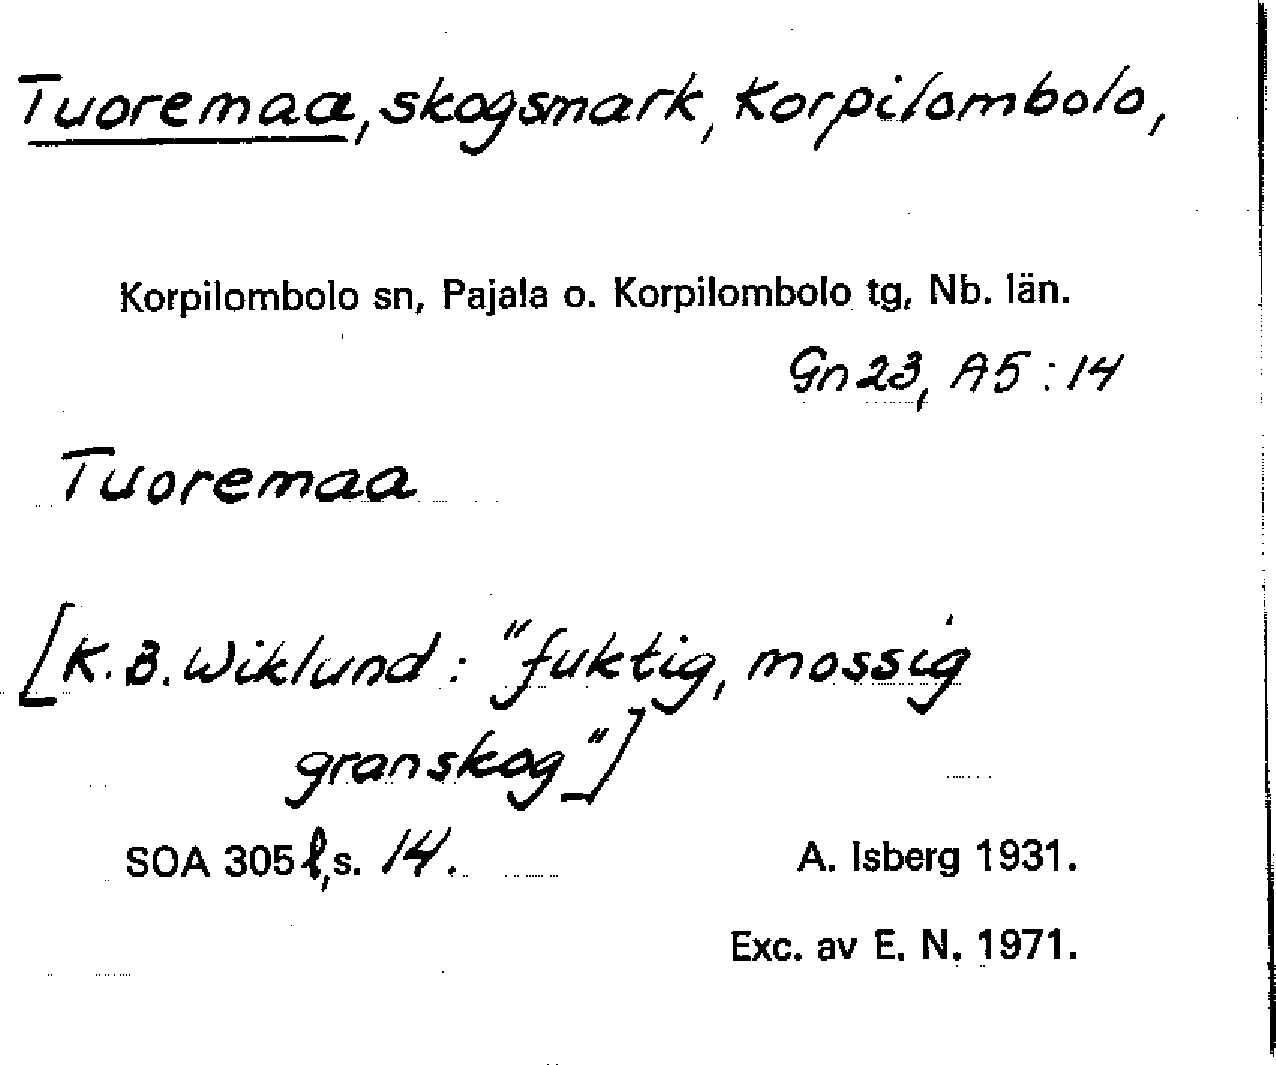 Tuoremaa, skogsmark, Korpilombolo,
Korpilombolo sn, Pajala o. Korpilombolo tg, Nb. län.
Gn 23, A5:14
Tuoremaa
[K.B. Wiklund: "fuktig, mossig
granskog"]
SOA 305 l, s. 14.
A. Isberg 1931.
Exc. av E. N. 1971.